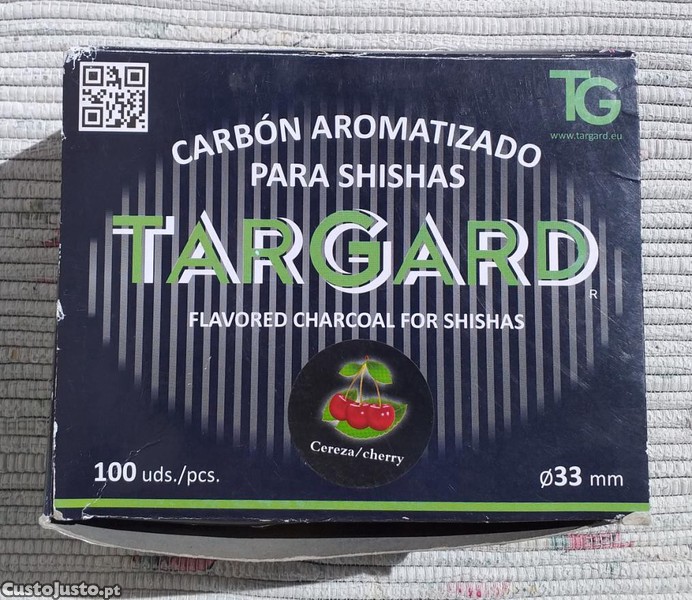 TG
www.targard.eu
CARBÓN AROMATIZADO
PARA SHISHAS
TARGARD
R
FLAVORED CHARCOAL FOR SHISHAS
Cereza/cherry
100 uds./pcs.
ø33 mm
CustoJusto.pt